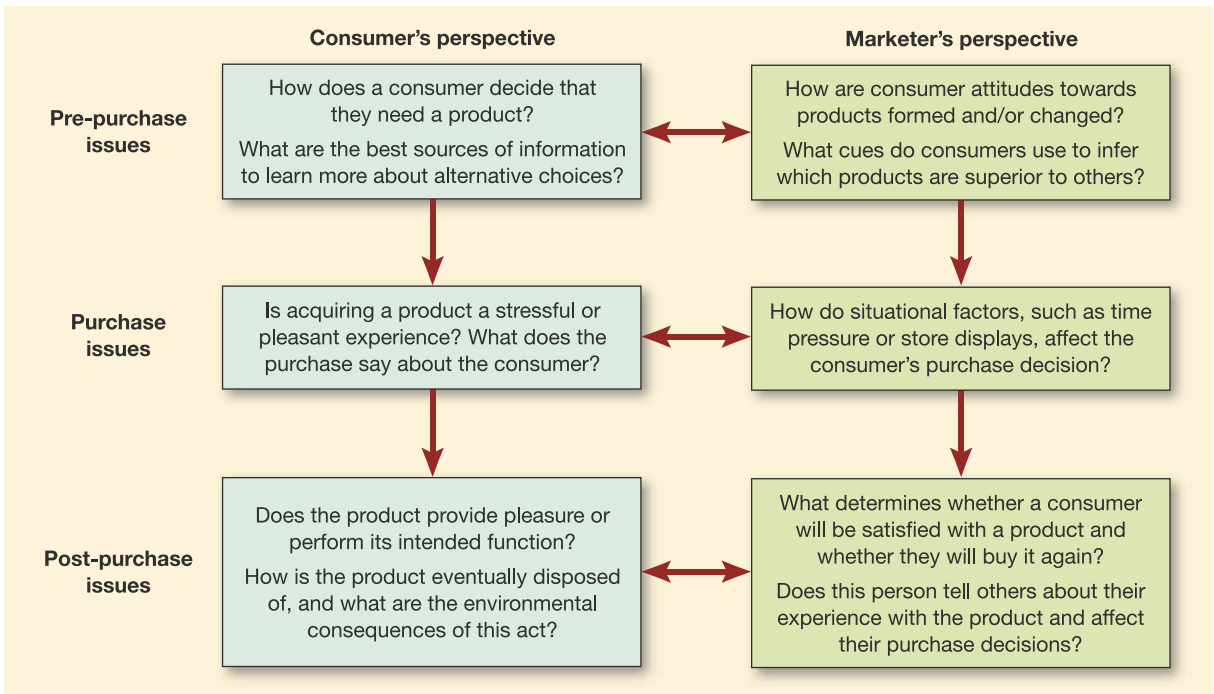 Consumer's perspective
Marketer's perspective
Pre-purchase
issues
How does a consumer decide that
they need a product?
What are the best sources of information
to learn more about alternative choices?
How are consumer attitudes towards
products formed and/or changed?
What cues do consumers use to infer
which products are superior to others?
Purchase
issues
Is acquiring a product a stressful or
pleasant experience? What does the
purchase say about the consumer?
How do situational factors, such as time
pressure or store displays, affect the
consumer's purchase decision?
Post-purchase
issues
Does the product provide pleasure or
perform its intended function?
How is the product eventually disposed
of, and what are the environmental
consequences of this act?
What determines whether a consumer
will be satisfied with a product and
whether they will buy it again?
Does this person tell others about their
experience with the product and affect
their purchase decisions?